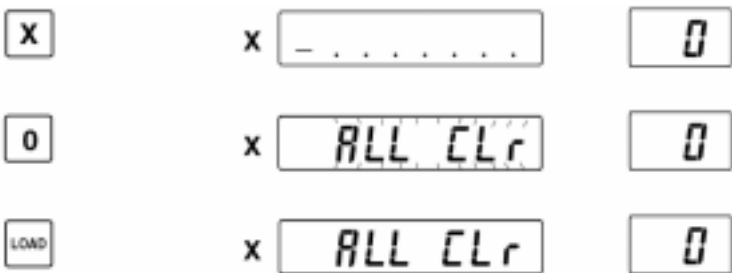 X X _ . . . . . . . 0
0 X ALL CLr 0
LOAD X ALL CLr 0